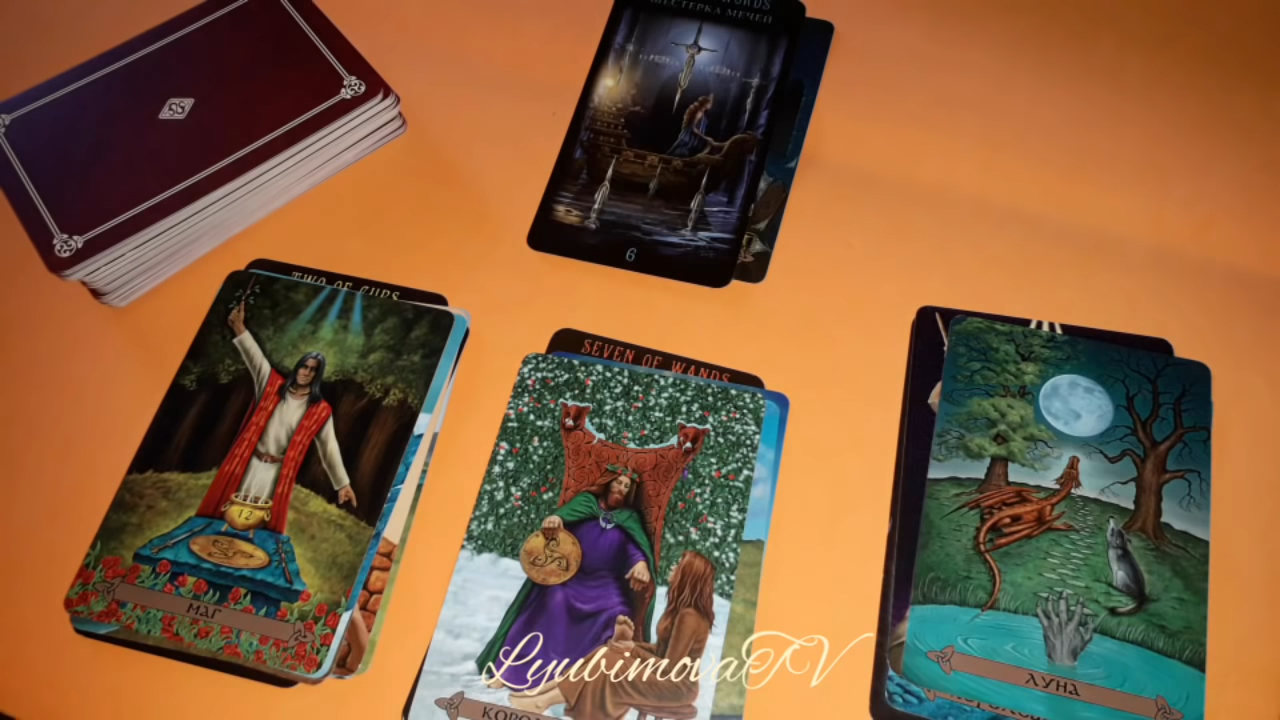 ШЕСТЕРКА МЕЧЕЙ
6
TWO OF CUPS
SEVEN OF WANDS
12
МАГ
LyubimovaTV
ЛУНА